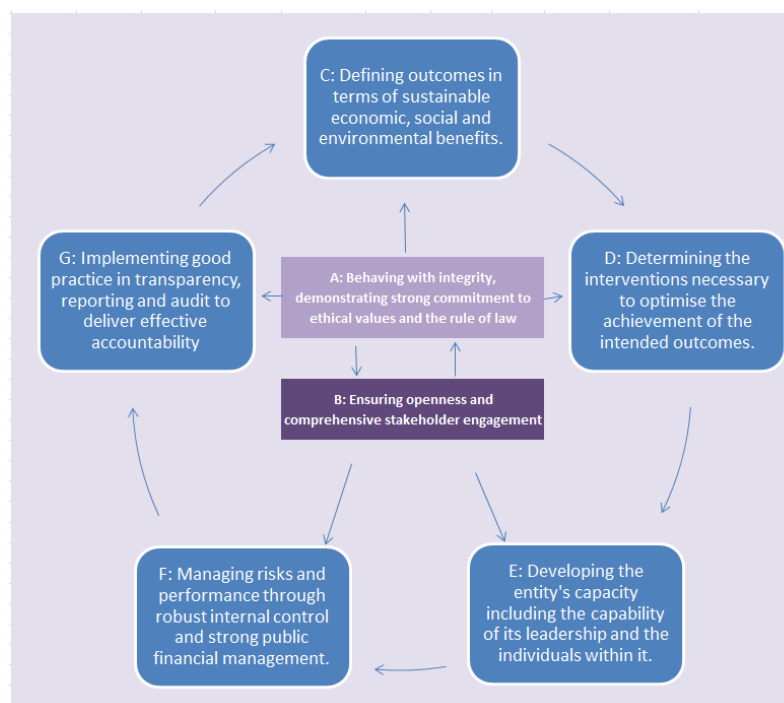 C: Defining outcomes in
terms of sustainable
economic, social and
environmental benefits.
G: Implementing good
practice in transparency,
reporting and audit to
deliver effective
accountability
A: Behaving with integrity,
demonstrating strong commitment to
ethical values and the rule of law
D: Determining the
interventions necessary
to optimise the
achievement of the
intended outcomes.
B: Ensuring openness and
comprehensive stakeholder engagement
F: Managing risks and
performance through
robust internal control
and strong public
financial management.
E: Developing the
entity's capacity
including the capability
of its leadership and the
individuals within it.